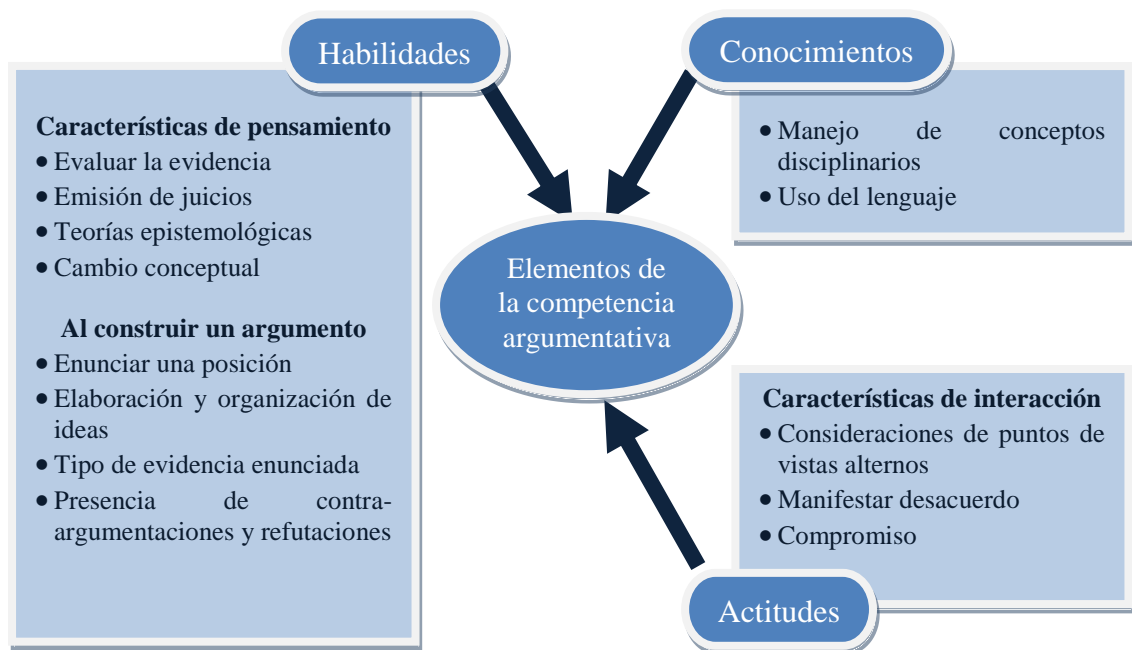 Habilidades
Características de pensamiento
• Evaluar la evidencia
• Emisión de juicios
• Teorías epistemológicas
• Cambio conceptual
Al construir un argumento
• Enunciar una posición
• Elaboración y organización de
ideas
• Tipo de evidencia enunciada
• Presencia de contra-
argumentaciones y refutaciones
Conocimientos
• Manejo de conceptos
disciplinarios
• Uso del lenguaje
Elementos de
la competencia
argumentativa
Características de interacción
• Consideraciones de puntos de
vistas alternos
• Manifestar desacuerdo
• Compromiso
Actitudes